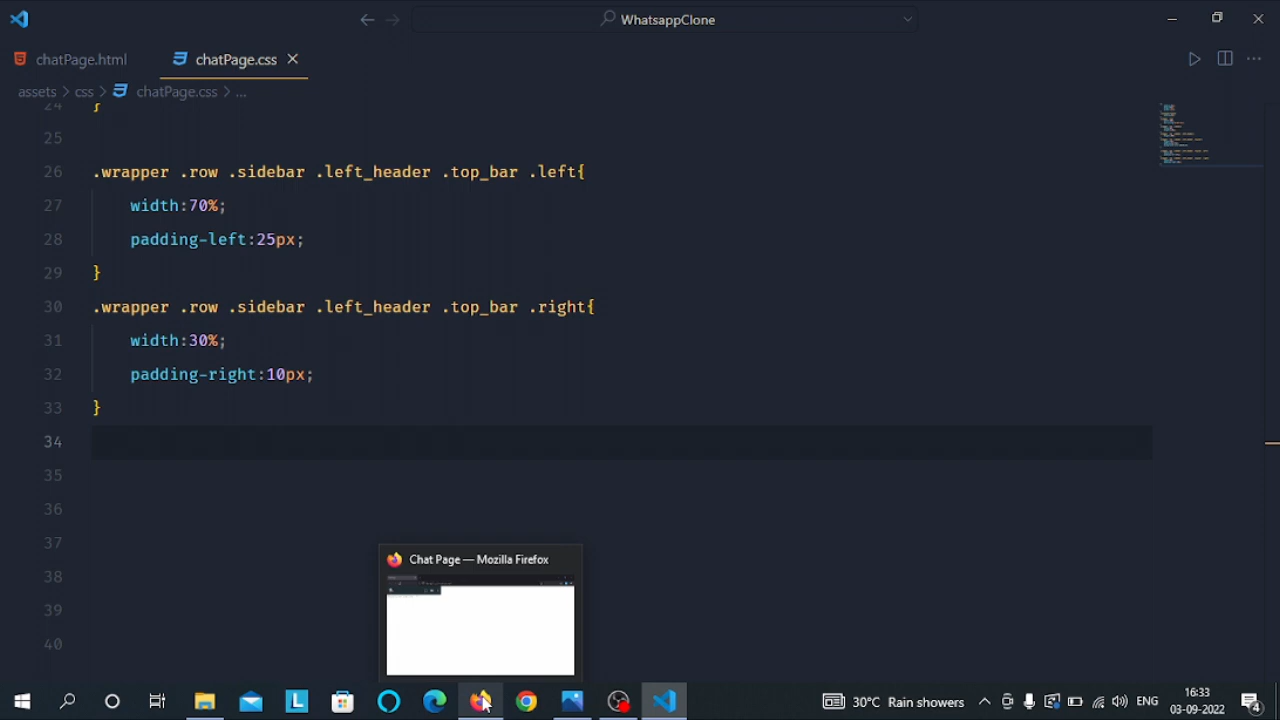 WhatsappClone
chatPage.html
chatPage.css
assets > css > chatPage.css > ...
24 }
25
26 .wrapper .row .sidebar .left_header .top_bar .left{
27 width:70%;
28 padding-left:25px;
29 }
30 .wrapper .row .sidebar .left_header .top_bar .right{
31 width:30%;
32 padding-right:10px;
33 }
34
35
36
37
38
39
40
Chat Page — Mozilla Firefox
30°C Rain showers
ENG
16:33
03-09-2022
4